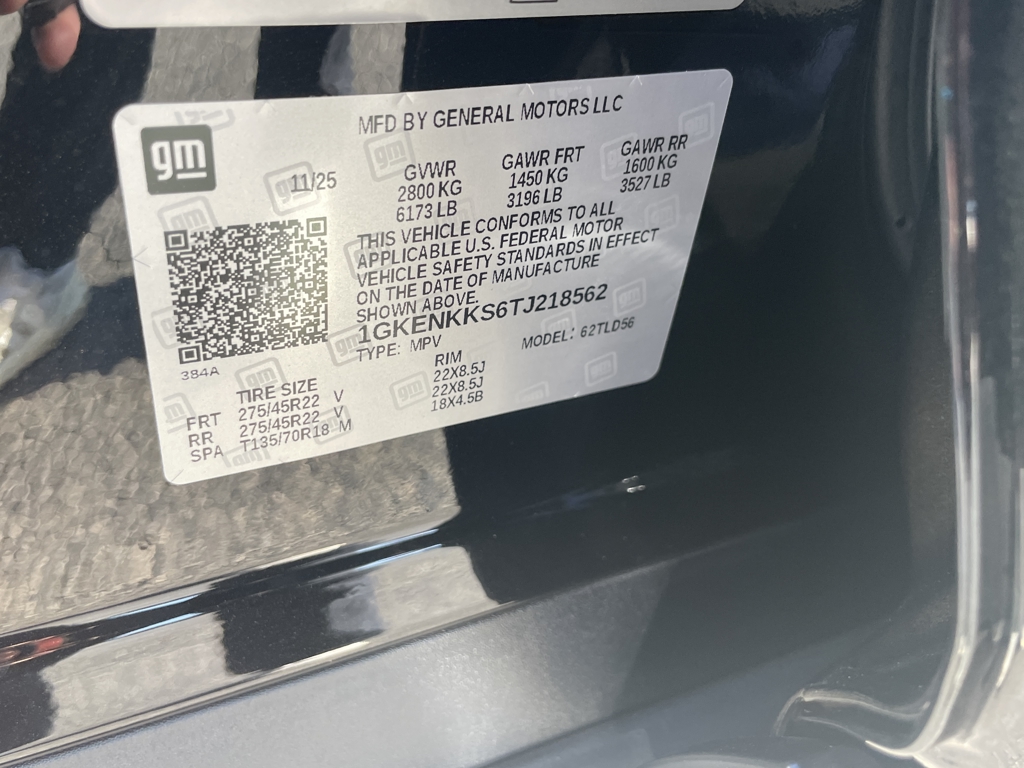 MFD BY GENERAL MOTORS LLC
gm
11/25
GVWR GAWR FRT GAWR RR
2800 KG 1450 KG 1600 KG
6173 LB 3196 LB 3527 LB
THIS VEHICLE CONFORMS TO ALL
APPLICABLE U.S. FEDERAL MOTOR
VEHICLE SAFETY STANDARDS IN EFFECT
ON THE DATE OF MANUFACTURE
SHOWN ABOVE.
1GKENKKS6TJ218562
TYPE: MPV MODEL: 62TLD56
384A
TIRE SIZE RIM
FRT 275/45R22 V 22X8.5J
RR 275/45R22 V 22X8.5J
SPA T135/70R18 M 18X4.5B